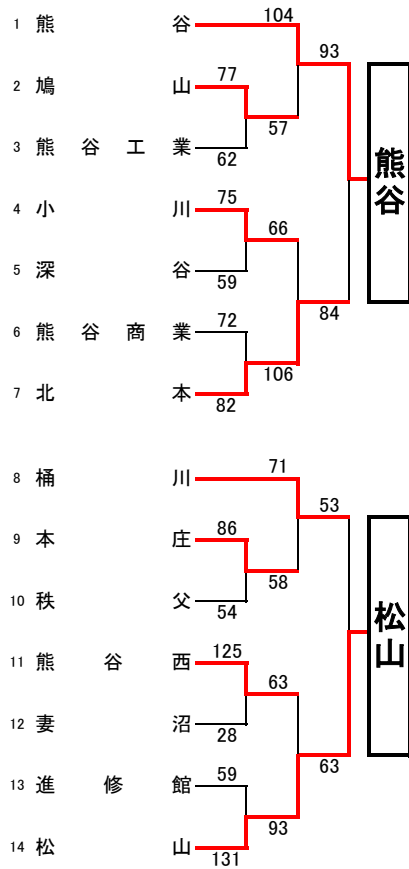 104
1 熊谷
93
77
2 鳩山
57
3 熊谷工業
62
熊谷
75
4 小川
66
5 深谷
59
72
6 熊谷商業
84
106
7 北本
82
71
8 桶川
53
86
9 本庄
58
10 秩父
54
松山
125
11 熊谷西
63
12 妻沼
28
63
59
13 進修館
93
14 松山
131